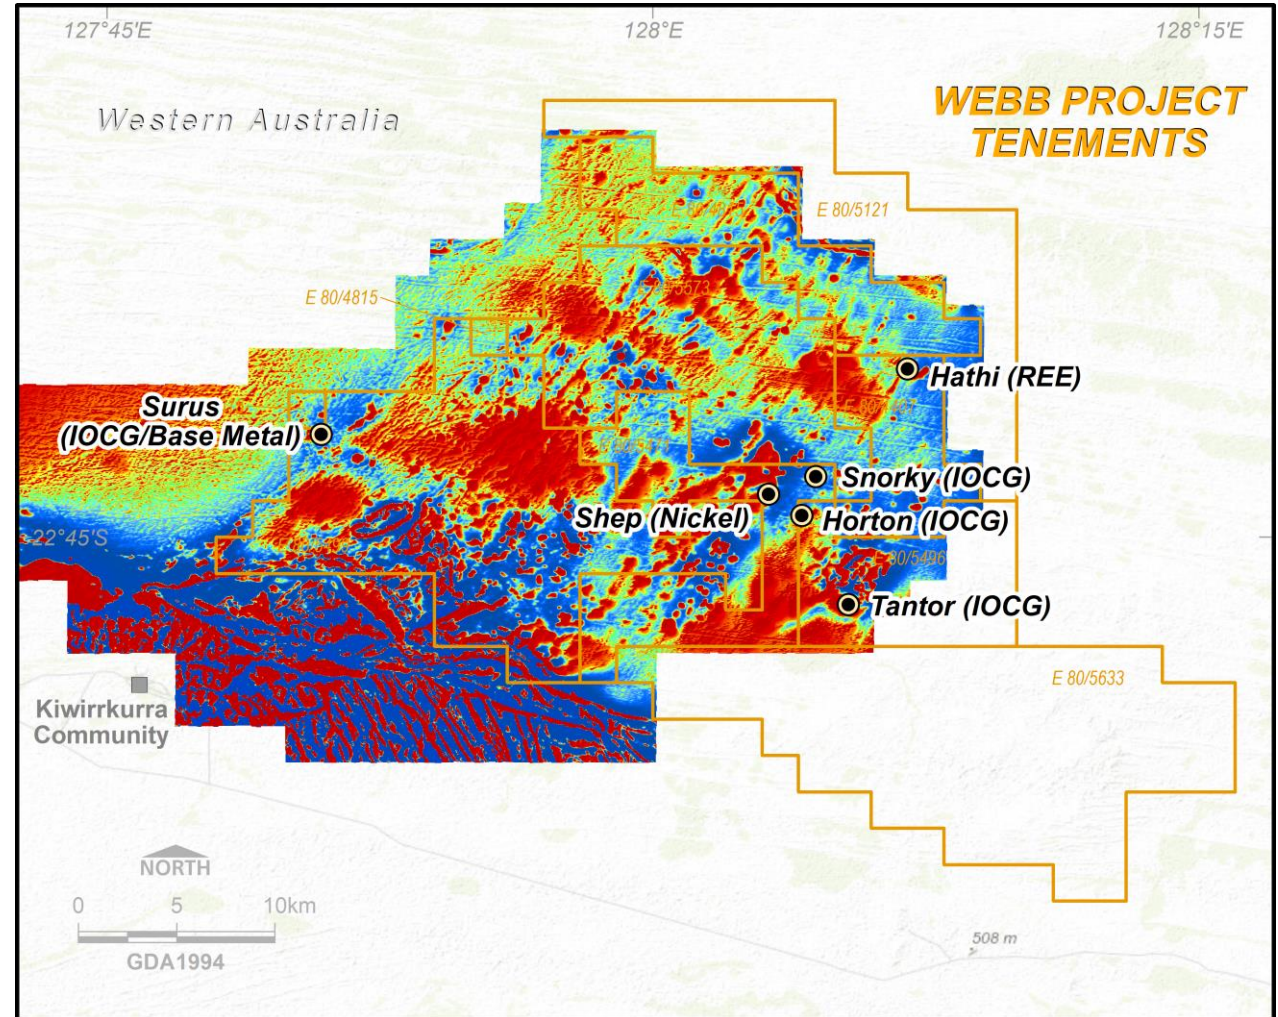 127°45'E
128°E
128°15'E
Western Australia
WEBB PROJECT
TENEMENTS
E 80/5121
E 80/4815
Hathi (REE)
Surus
(IOCG/Base Metal)
Snorky (IOCG)
Shep (Nickel)
Horton (IOCG)
-22°45'S
E 80/5496
Tantor (IOCG)
E 80/5633
Kiwirrkurra
Community
NORTH
0 5 10km
GDA1994
508 m